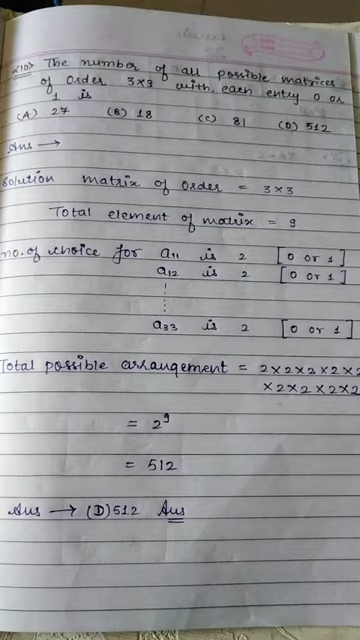 <10> The number of all possible matrices
of order 3×3 with each entry 0 or
1 is
(A) 27 (B) 18 (C) 81 (D) 512
Ans →
Solution matrix of order = 3×3
Total element of matrix = 9
no. of choice for a₁₁ is 2 [0 or 1]
a₁₂ is 2 [0 or 1]
⋮
a₃₃ is 2 [0 or 1]
Total possible arrangement = 2×2×2×2×2
×2×2×2×2
= 2⁹
= 512
Ans → (D) 512 Ans